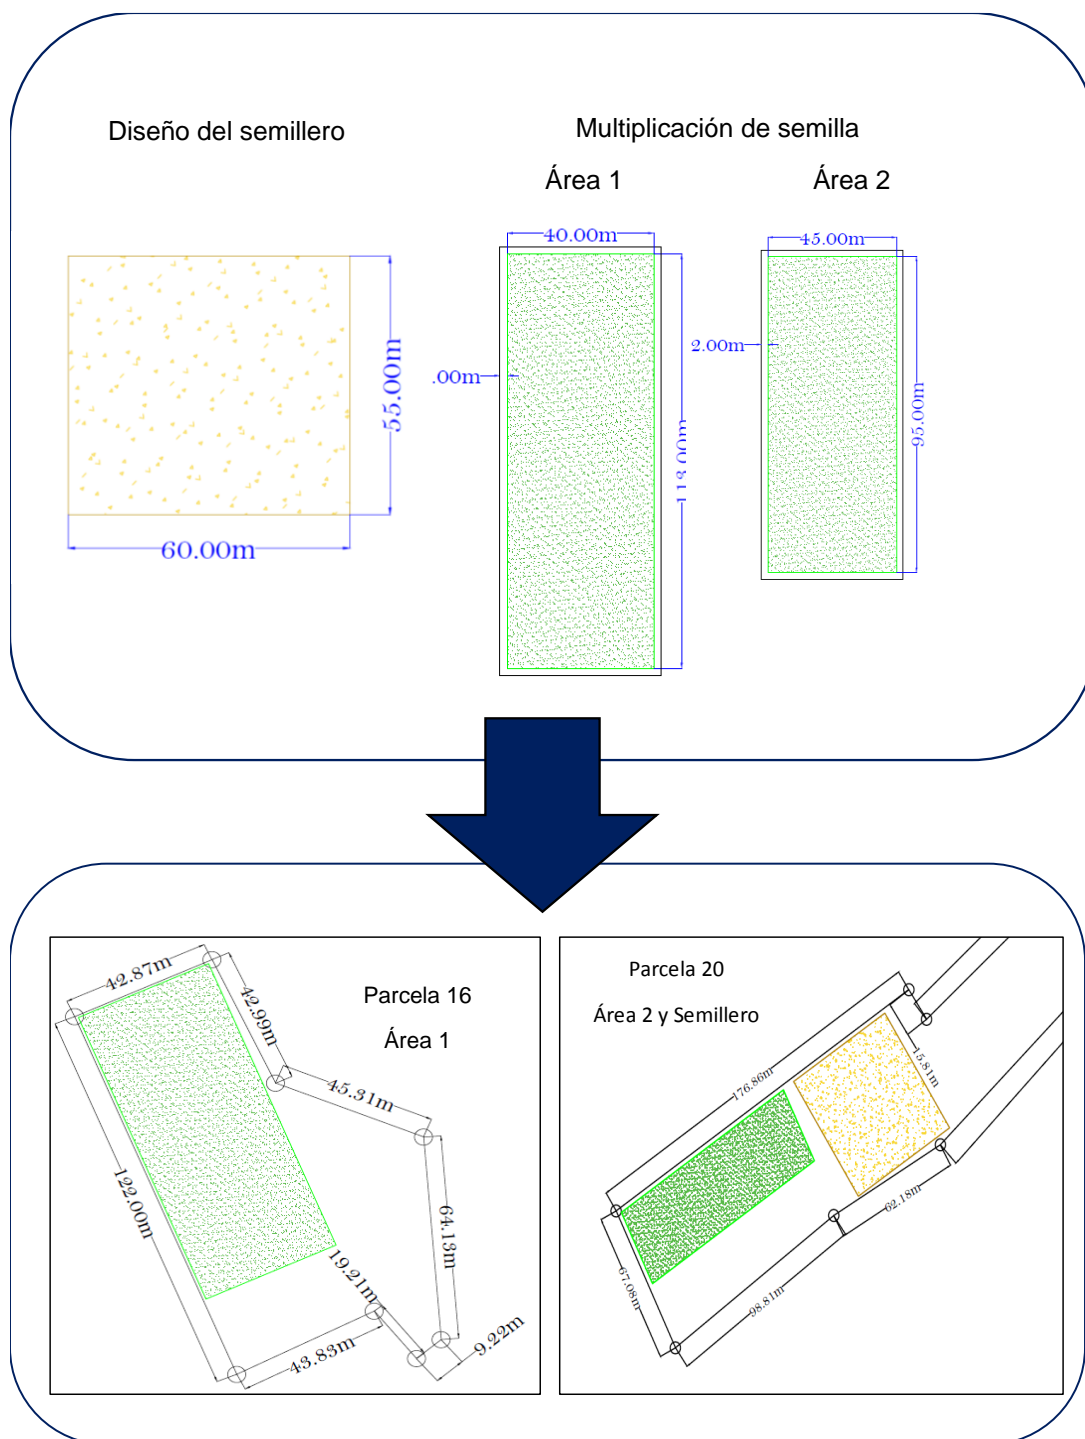 Diseño del semillero
Multiplicación de semilla
Área 1
Área 2
40.00m
45.00m
55.00m
.00m
2.00m
113.00m
95.00m
60.00m
42.87m
42.99m
Parcela 16
Área 1
45.31m
122.00m
64.13m
19.21m
43.83m
9.22m
Parcela 20
Área 2 y Semillero
176.86m
15.81m
67.08m
98.81m
62.18m